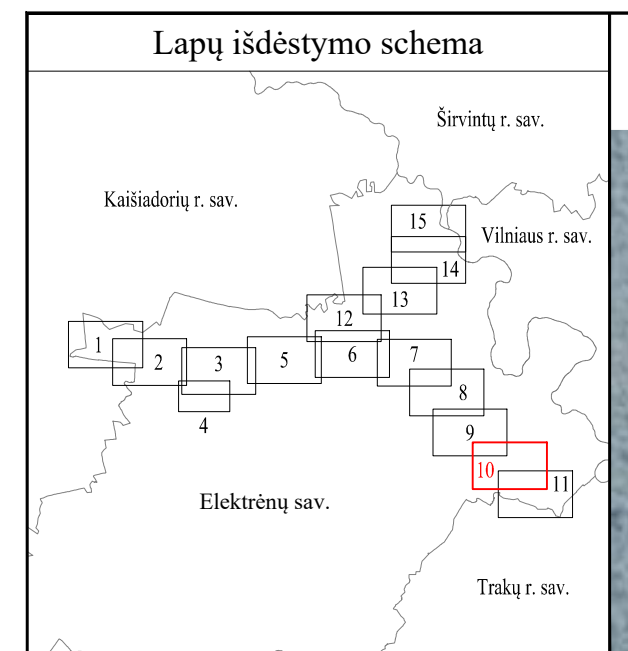 Lapų išdėstymo schema
Širvintų r. sav.
Kaišiadorių r. sav.
15
Vilniaus r. sav.
14
13
12
1
2
3
5
6
7
8
4
9
10
11
Elektrėnų sav.
Trakų r. sav.